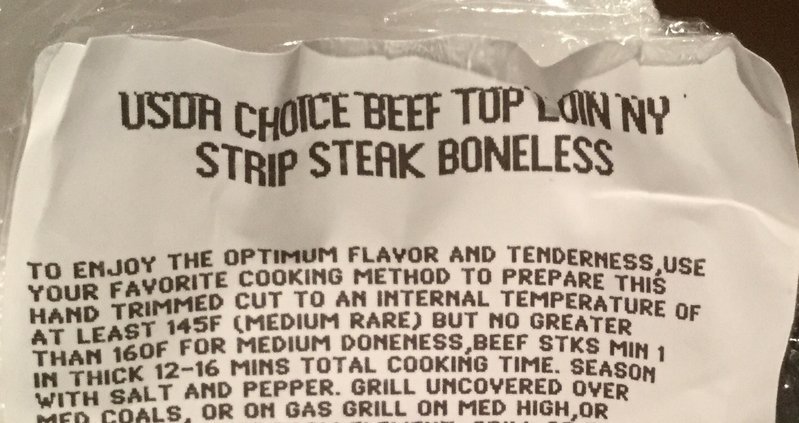 USDA CHOICE BEEF TOP LOIN NY
STRIP STEAK BONELESS
TO ENJOY THE OPTIMUM FLAVOR AND TENDERNESS,USE
YOUR FAVORITE COOKING METHOD TO PREPARE THIS
HAND TRIMMED CUT TO AN INTERNAL TEMPERATURE OF
AT LEAST 145F (MEDIUM RARE) BUT NO GREATER
THAN 160F FOR MEDIUM DONENESS,BEEF STKS MIN 1
IN THICK 12-16 MINS TOTAL COOKING TIME. SEASON
WITH SALT AND PEPPER. GRILL UNCOVERED OVER
MED COALS, OR ON GAS GRILL ON MED HIGH,OR